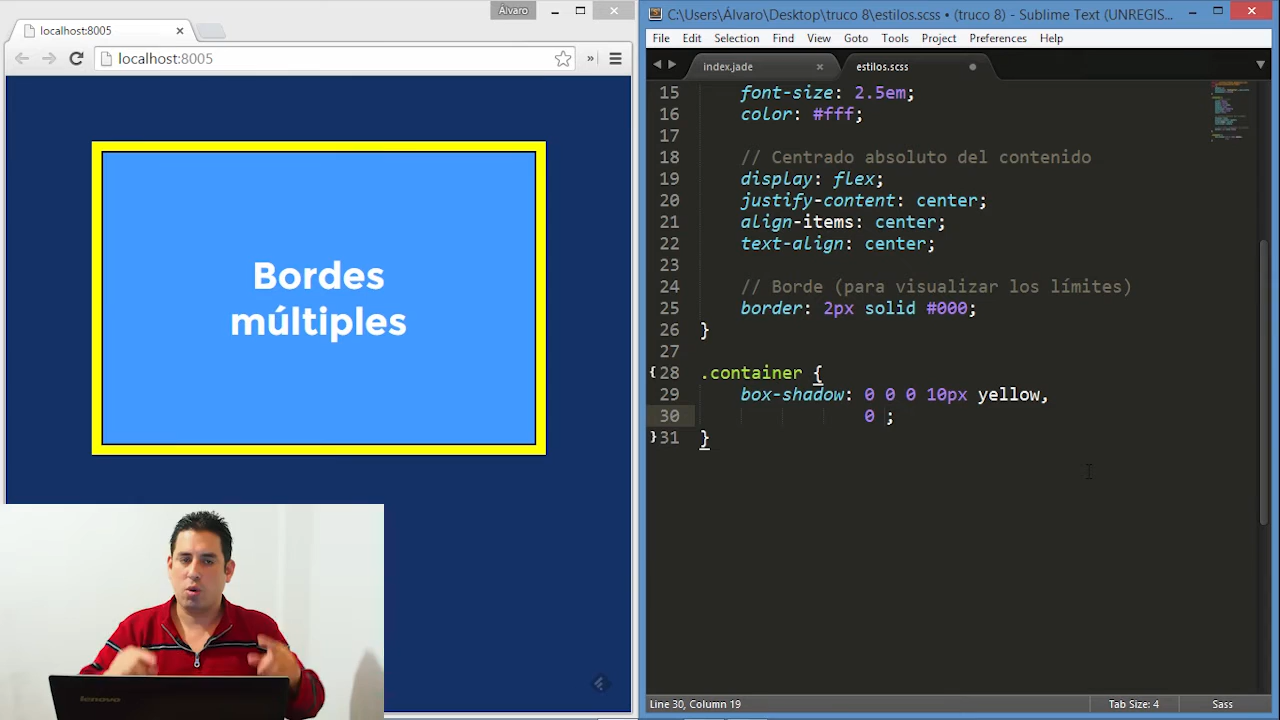 Álvaro
localhost:8005
localhost:8005
Bordes
múltiples
lenovo
C:\Users\Álvaro\Desktop\truco 8\estilos.scss • (truco 8) - Sublime Text (UNREGIS...
File Edit Selection Find View Goto Tools Project Preferences Help
index.jade
estilos.scss
15 font-size: 2.5em;
16 color: #fff;
17
18 // Centrado absoluto del contenido
19 display: flex;
20 justify-content: center;
21 align-items: center;
22 text-align: center;
23
24 // Borde (para visualizar los límites)
25 border: 2px solid #000;
26 }
27
28 .container {
29 box-shadow: 0 0 0 10px yellow,
30 0 ;
31 }
Line 30, Column 19
Tab Size: 4
Sass